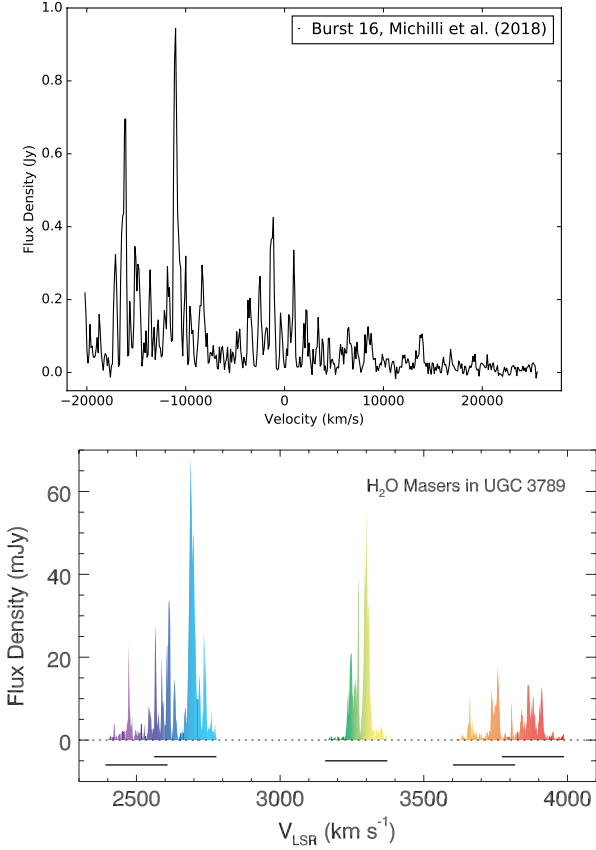 1.0
0.8
0.6
0.4
0.2
0.0
Flux Density (Jy)
Burst 16, Michilli et al. (2018)
−20000 −10000 0 10000 20000
Velocity (km/s)
60
40
20
0
Flux Density (mJy)
H₂O Masers in UGC 3789
2500 3000 3500 4000
V_LSR (km s⁻¹)